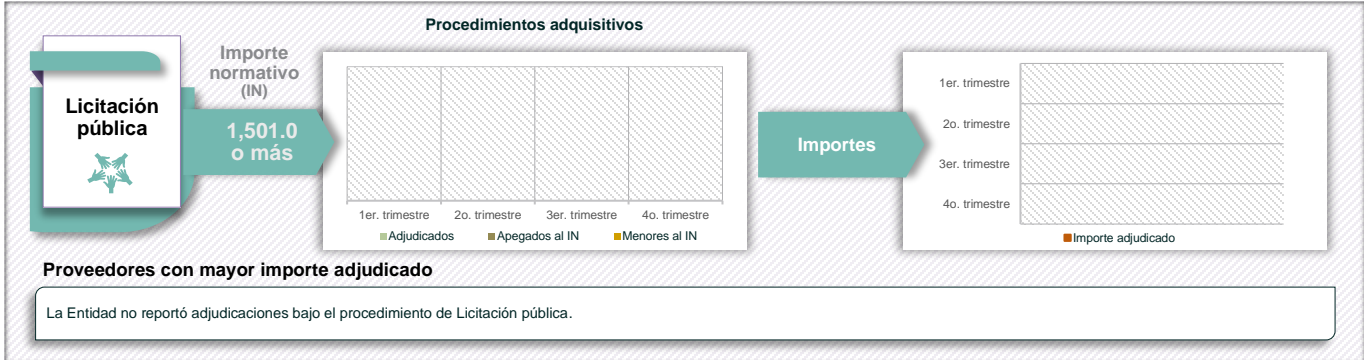 Procedimientos adquisitivos
Licitación
pública
Importe
normativo
(IN)
1,501.0
o más
1er. trimestre 2o. trimestre 3er. trimestre 4o. trimestre
Adjudicados Apegados al IN Menores al IN
Importes
1er. trimestre
2o. trimestre
3er. trimestre
4o. trimestre
Importe adjudicado
Proveedores con mayor importe adjudicado
La Entidad no reportó adjudicaciones bajo el procedimiento de Licitación pública.